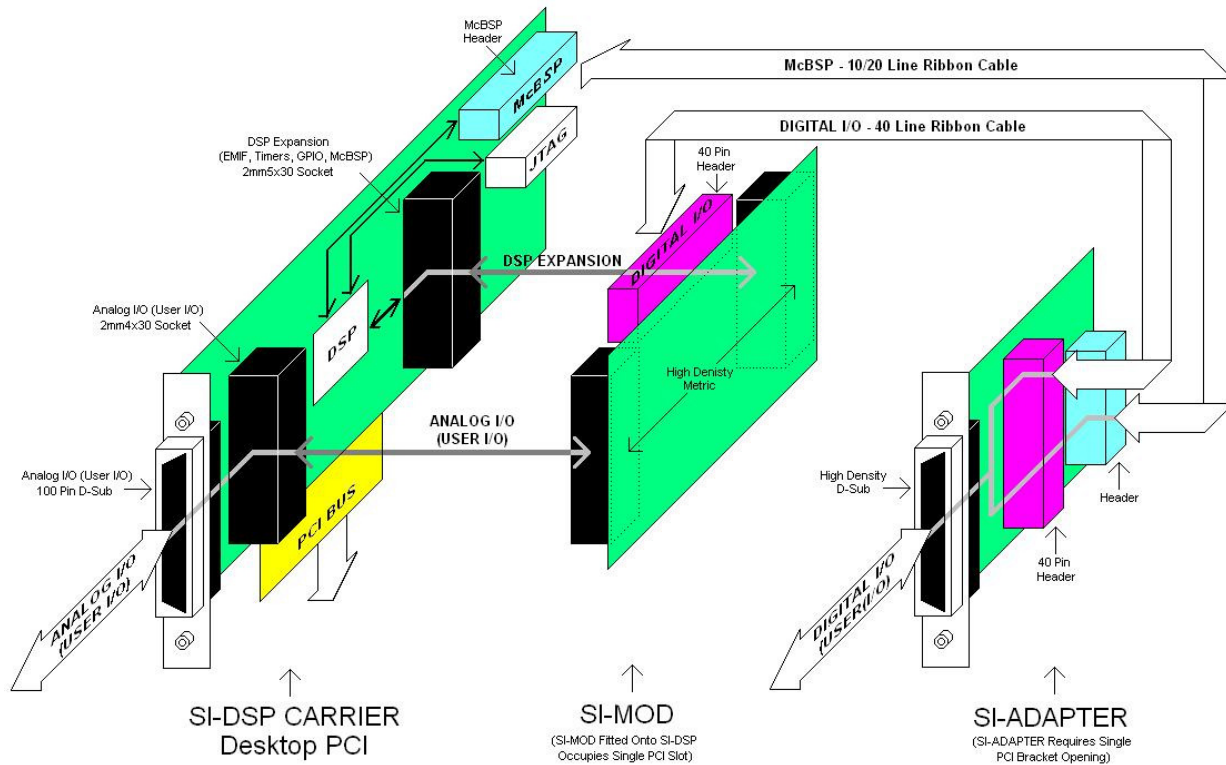 McBSP
Header
McBSP
McBSP - 10/20 Line Ribbon Cable
DIGITAL I/O - 40 Line Ribbon Cable
DSP Expansion
(EMIF, Timers, GPIO, McBSP)
2mm5x30 Socket
JTAG
40 Pin
Header
DIGITAL I/O
DSP EXPANSION
Analog I/O (User I/O)
2mm4x30 Socket
DSP
High Denisty
Metric
ANALOG I/O
(USER I/O)
Analog I/O (User I/O)
100 Pin D-Sub
PCI BUS
High Density
D-Sub
Header
40 Pin
Header
ANALOG I/O
(USER I/O)
DIGITAL I/O
(USER(I/O)
SI-DSP CARRIER
Desktop PCI
SI-MOD
(SI-MOD Fitted Onto SI-DSP
Occupies Single PCI Slot)
SI-ADAPTER
(SI-ADAPTER Requires Single
PCI Bracket Opening)